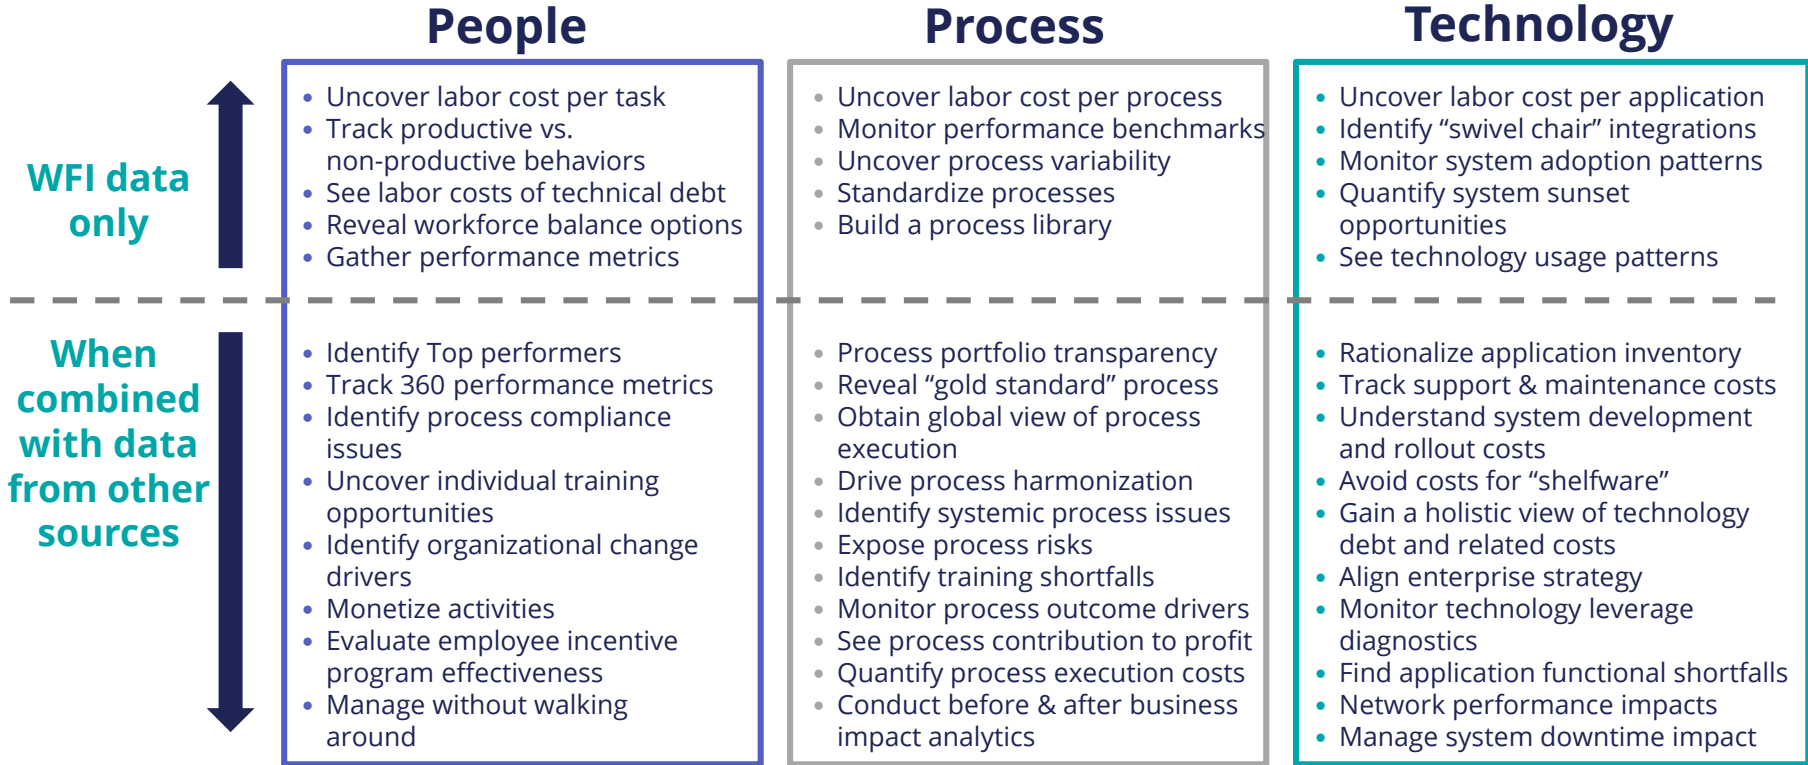 People
Process
Technology
WFI data
only
• Uncover labor cost per task
• Track productive vs.
non-productive behaviors
• See labor costs of technical debt
• Reveal workforce balance options
• Gather performance metrics
• Uncover labor cost per process
• Monitor performance benchmarks
• Uncover process variability
• Standardize processes
• Build a process library
• Uncover labor cost per application
• Identify “swivel chair” integrations
• Monitor system adoption patterns
• Quantify system sunset
opportunities
• See technology usage patterns
When
combined
with data
from other
sources
• Identify Top performers
• Track 360 performance metrics
• Identify process compliance
issues
• Uncover individual training
opportunities
• Identify organizational change
drivers
• Monetize activities
• Evaluate employee incentive
program effectiveness
• Manage without walking
around
• Process portfolio transparency
• Reveal “gold standard” process
• Obtain global view of process
execution
• Drive process harmonization
• Identify systemic process issues
• Expose process risks
• Identify training shortfalls
• Monitor process outcome drivers
• See process contribution to profit
• Quantify process execution costs
• Conduct before & after business
impact analytics
• Rationalize application inventory
• Track support & maintenance costs
• Understand system development
and rollout costs
• Avoid costs for “shelfware”
• Gain a holistic view of technology
debt and related costs
• Align enterprise strategy
• Monitor technology leverage
diagnostics
• Find application functional shortfalls
• Network performance impacts
• Manage system downtime impact